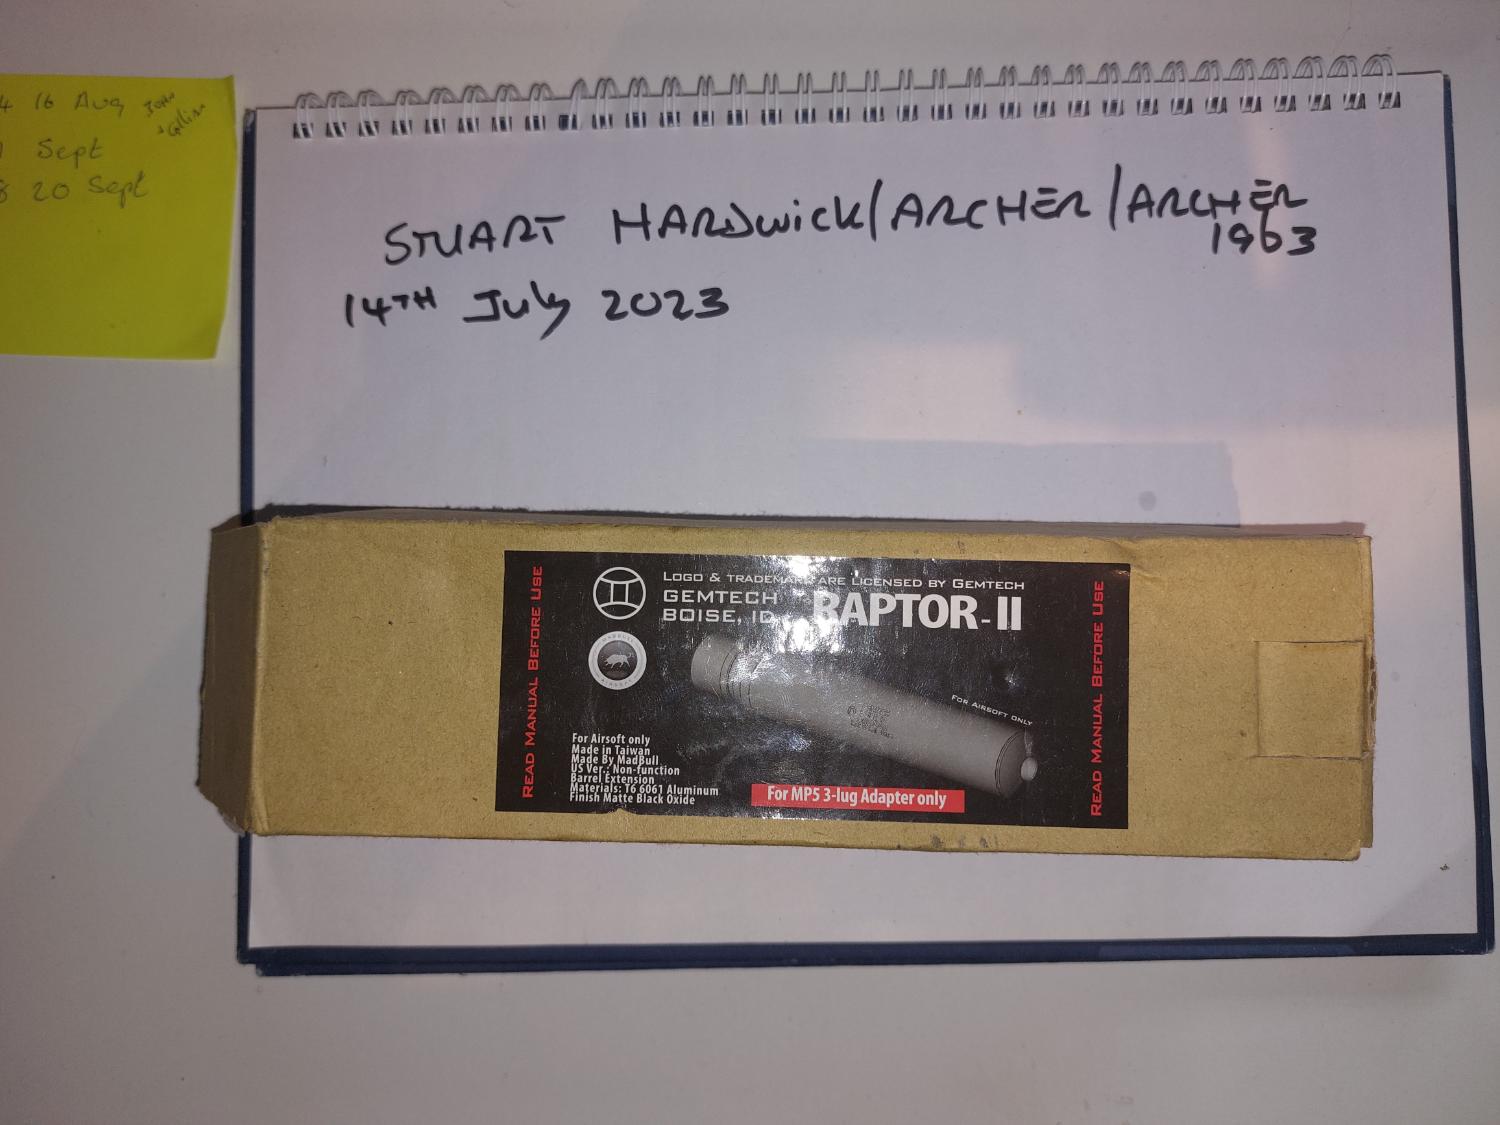 16 Aug John
Sept
20 Sept
STUART HARDWICK/ARCHER/ARCHER
1963
14TH July 2023
READ MANUAL BEFORE USE
LOGO & TRADEMARK ARE LICENSED BY GEMTECH
GEMTECH
BOISE, ID
RAPTOR-II
MADBULL
AIRSOFT
FOR AIRSOFT ONLY
For Airsoft only
Made in Taiwan
Made By MadBull
US Ver.: Non-function
Barrel Extension
Materials: T6 6061 Aluminum
Finish Matte Black Oxide
For MP5 3-lug Adapter only
READ MANUAL BEFORE USE